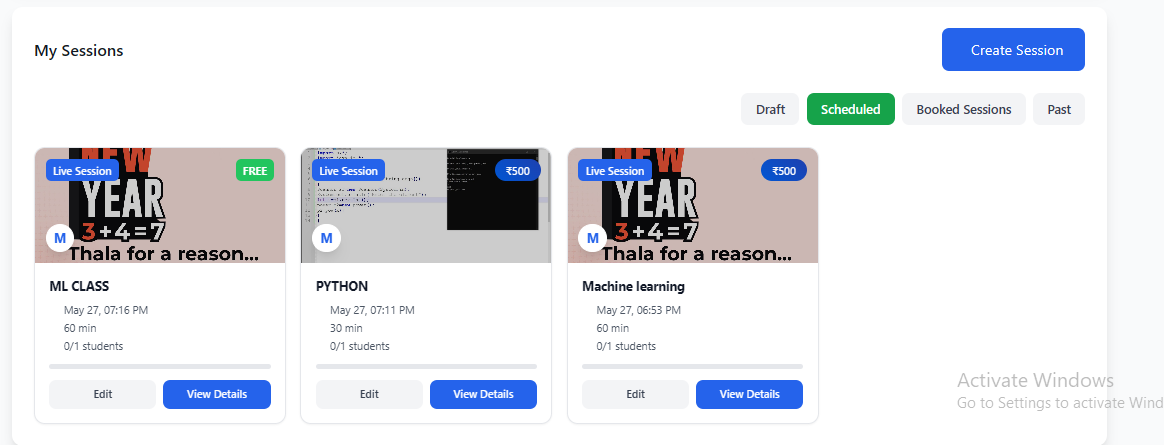 My Sessions
Create Session
Draft
Scheduled
Booked Sessions
Past
Live Session
FREE
NEW
YEAR
3+4=7
M
Thala for a reason...
ML CLASS
May 27, 07:16 PM
60 min
0/1 students
Edit
View Details
Live Session
₹500
M
PYTHON
May 27, 07:11 PM
30 min
0/1 students
Edit
View Details
Live Session
₹500
NEW
YEAR
3+4=7
M
Thala for a reason...
Machine learning
May 27, 06:53 PM
60 min
0/1 students
Edit
View Details
Activate Windows
Go to Settings to activate Wind